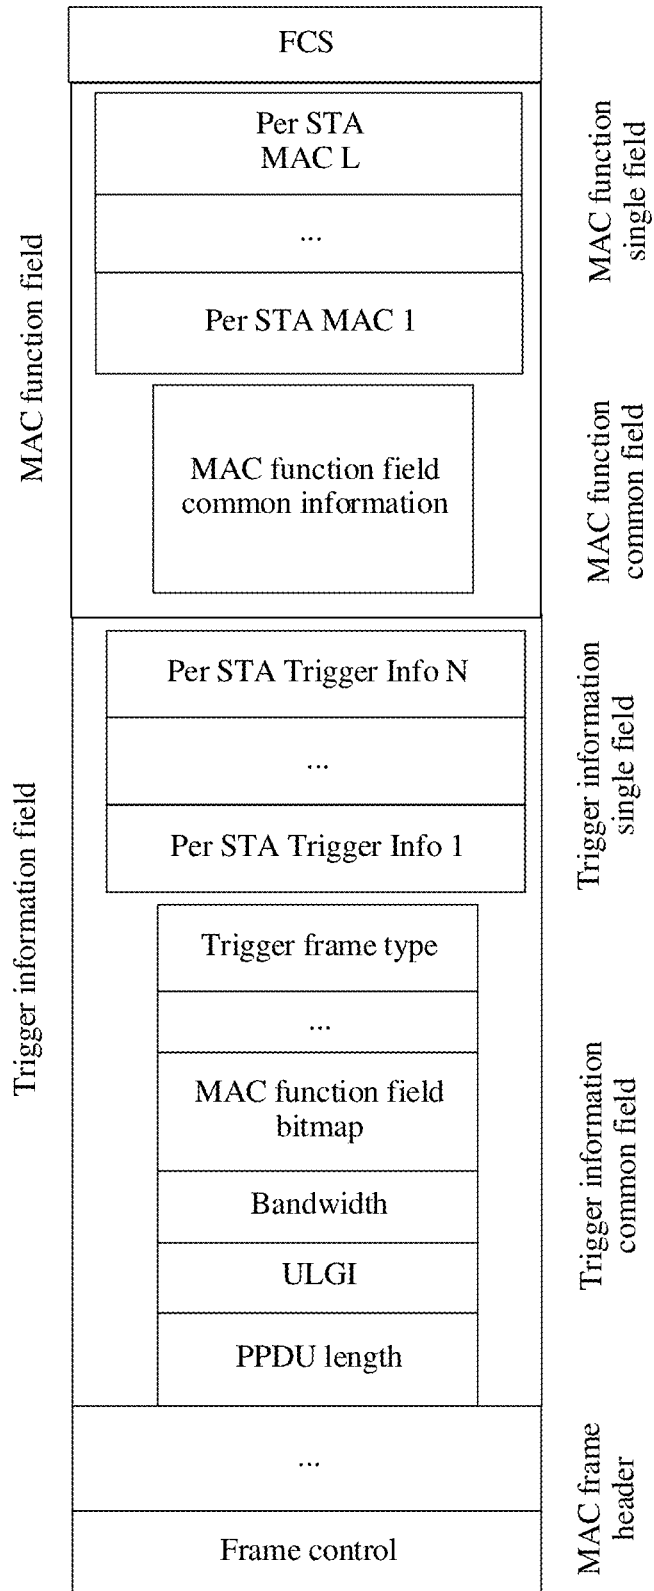 FCS
Per STA
MAC L
...
Per STA MAC 1
MAC function field
common information
MAC function field
MAC function
single field
MAC function
common field
Per STA Trigger Info N
...
Per STA Trigger Info 1
Trigger frame type
...
MAC function field
bitmap
Bandwidth
ULGI
PPDU length
Trigger information field
Trigger information
single field
Trigger information
common field
...
Frame control
MAC frame
header